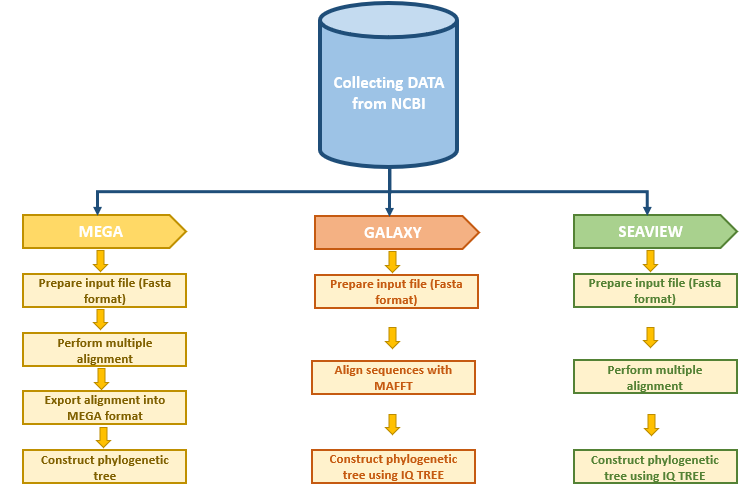 Collecting DATA
from NCBI
MEGA
Prepare input file (Fasta
format)
Perform multiple
alignment
Export alignment into
MEGA format
Construct phylogenetic
tree
GALAXY
Prepare input file (Fasta
format)
Align sequences with
MAFFT
Construct phylogenetic
tree using IQ TREE
SEAVIEW
Prepare input file (Fasta
format)
Perform multiple
alignment
Construct phylogenetic
tree using IQ TREE